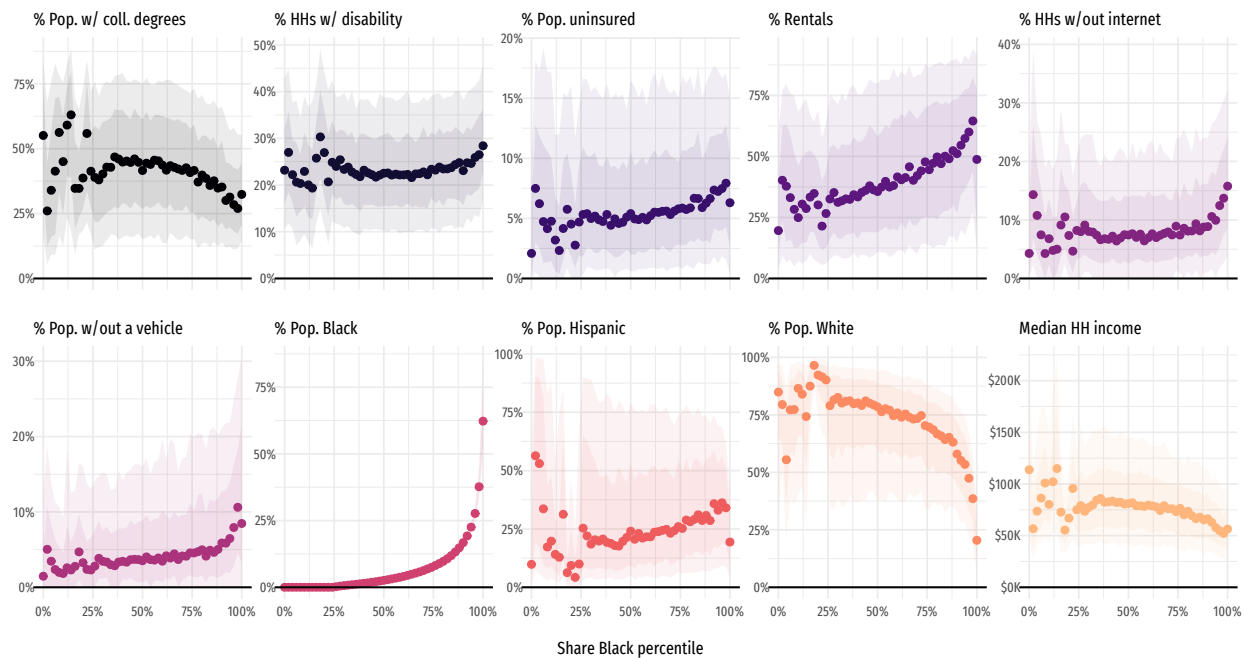 % Pop. w/ coll. degrees
% HHs w/ disability
% Pop. uninsured
% Rentals
% HHs w/out internet
75%
50%
25%
0%
50%
40%
30%
20%
10%
0%
20%
15%
10%
5%
0%
75%
50%
25%
0%
40%
30%
20%
10%
0%
% Pop. w/out a vehicle
% Pop. Black
% Pop. Hispanic
% Pop. White
Median HH income
30%
20%
10%
0%
75%
50%
25%
0%
100%
75%
50%
25%
0%
100%
75%
50%
25%
0%
$200K
$150K
$100K
$50K
$0K
0% 25% 50% 75% 100%
0% 25% 50% 75% 100%
0% 25% 50% 75% 100%
0% 25% 50% 75% 100%
0% 25% 50% 75% 100%
Share Black percentile